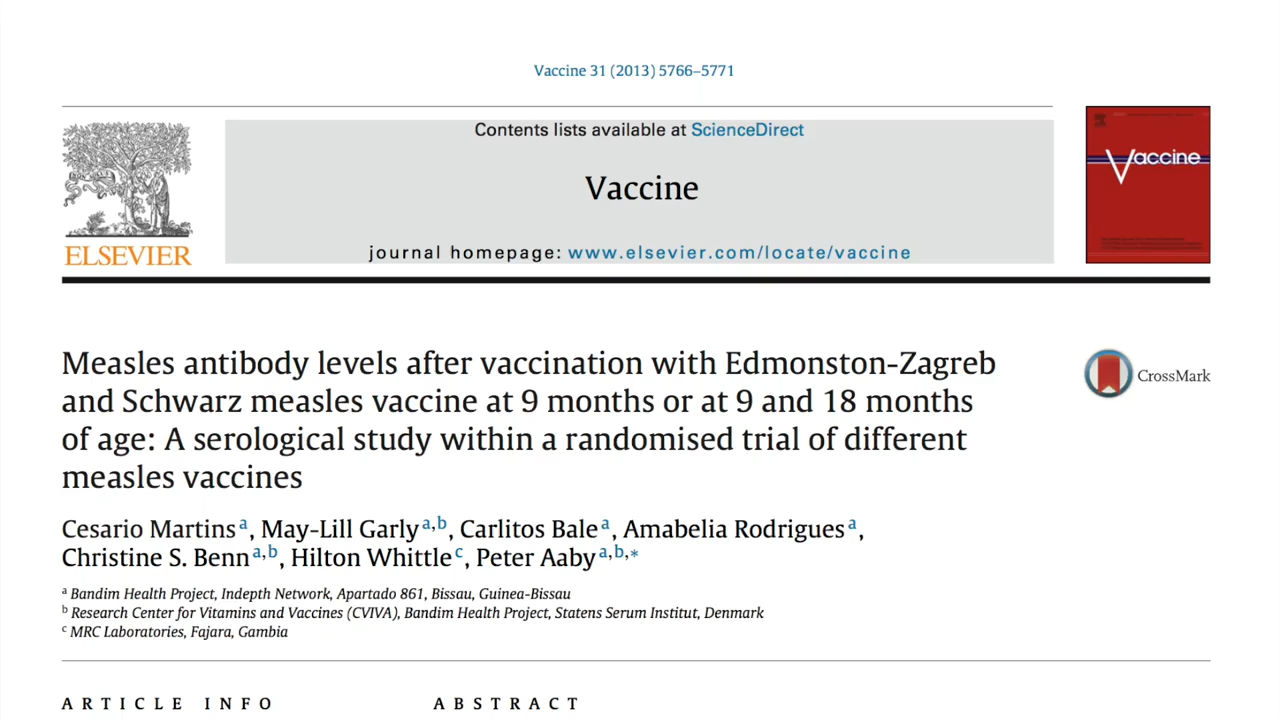 Vaccine 31 (2013) 5766–5771
Contents lists available at ScienceDirect
Vaccine
journal homepage: www.elsevier.com/locate/vaccine
ELSEVIER
Vaccine
Measles antibody levels after vaccination with Edmonston-Zagreb
and Schwarz measles vaccine at 9 months or at 9 and 18 months
of age: A serological study within a randomised trial of different
measles vaccines
CrossMark
Cesario Martins a, May-Lill Garly a,b, Carlitos Bale a, Amabelia Rodrigues a,
Christine S. Benn a,b, Hilton Whittle c, Peter Aaby a,b,*
a Bandim Health Project, Indepth Network, Apartado 861, Bissau, Guinea-Bissau
b Research Center for Vitamins and Vaccines (CVIVA), Bandim Health Project, Statens Serum Institut, Denmark
c MRC Laboratories, Fajara, Gambia
ARTICLE INFO
ABSTRACT